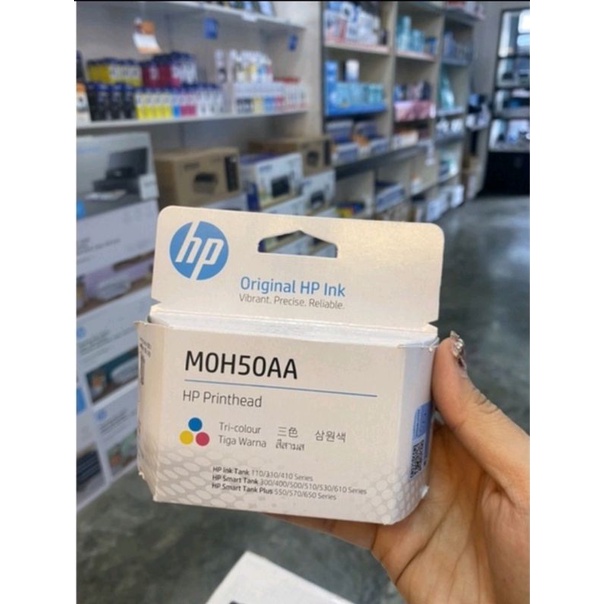 hp
Original HP Ink
Vibrant. Precise. Reliable.
M0H50AA
HP Printhead
Tri-colour 三色 삼원색
Tiga Warna สีสามส
HP Ink Tank 110/310/410 Series
HP Smart Tank 300/400/500/510/530/610 Series
HP Smart Tank Plus 550/570/650 Series